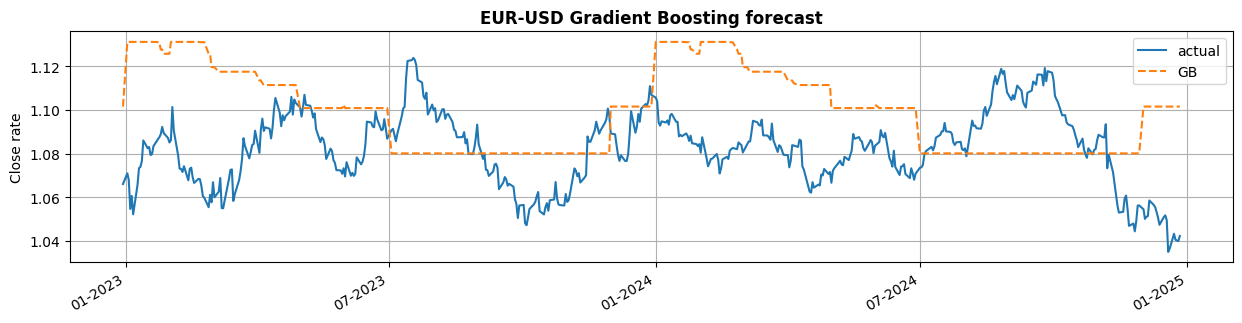 EUR-USD Gradient Boosting forecast
Close rate
1.12
1.10
1.08
1.06
1.04
actual
GB
01-2023
07-2023
01-2024
07-2024
01-2025